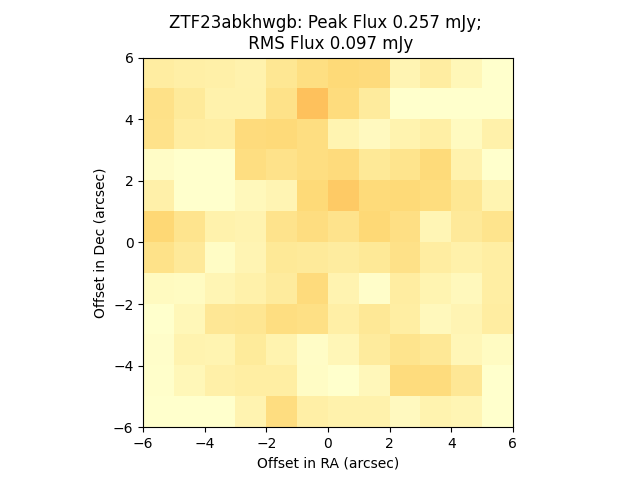 ZTF23abkhwgb: Peak Flux 0.257 mJy;
RMS Flux 0.097 mJy
6
4
2
0
−2
−4
−6
Offset in Dec (arcsec)
−6 −4 −2 0 2 4 6
Offset in RA (arcsec)